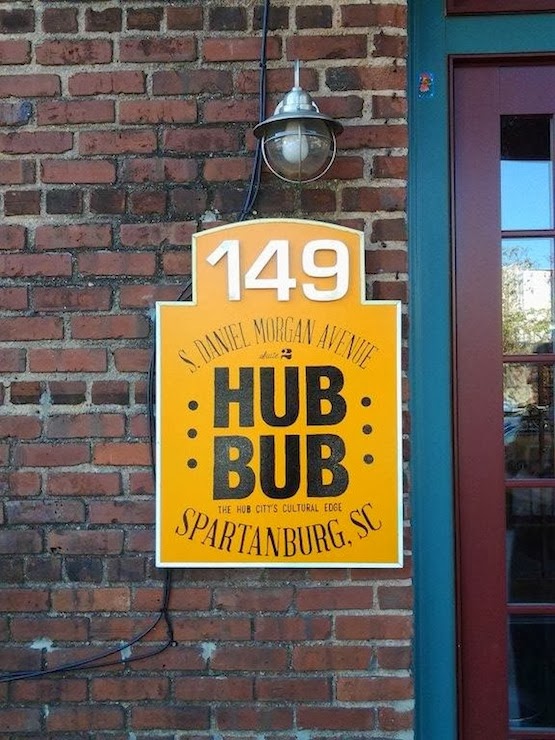 149
S. DANIEL MORGAN AVENUE
suite 2
HUB
BUB
THE HUB CITY'S CULTURAL EDGE
SPARTANBURG, SC